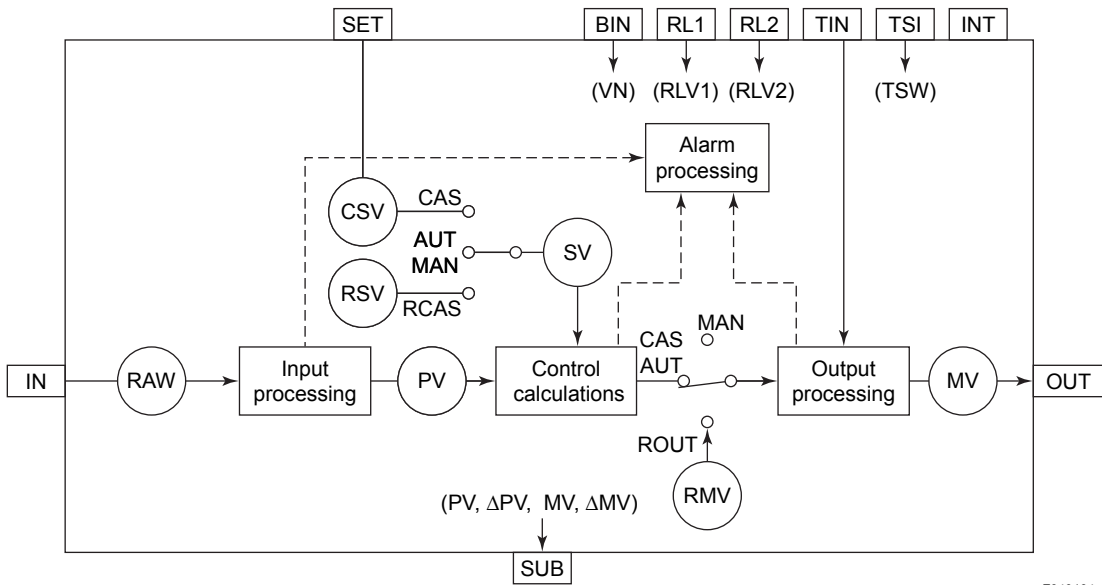 SET
BIN
RL1
RL2
TIN
TSI
INT
(VN)
(RLV1)
(RLV2)
(TSW)
Alarm
processing
CSV
CAS
AUT
MAN
SV
RSV
RCAS
MAN
CAS
AUT
IN
RAW
Input
processing
PV
Control
calculations
Output
processing
MV
OUT
ROUT
RMV
(PV, ΔPV, MV, ΔMV)
SUB